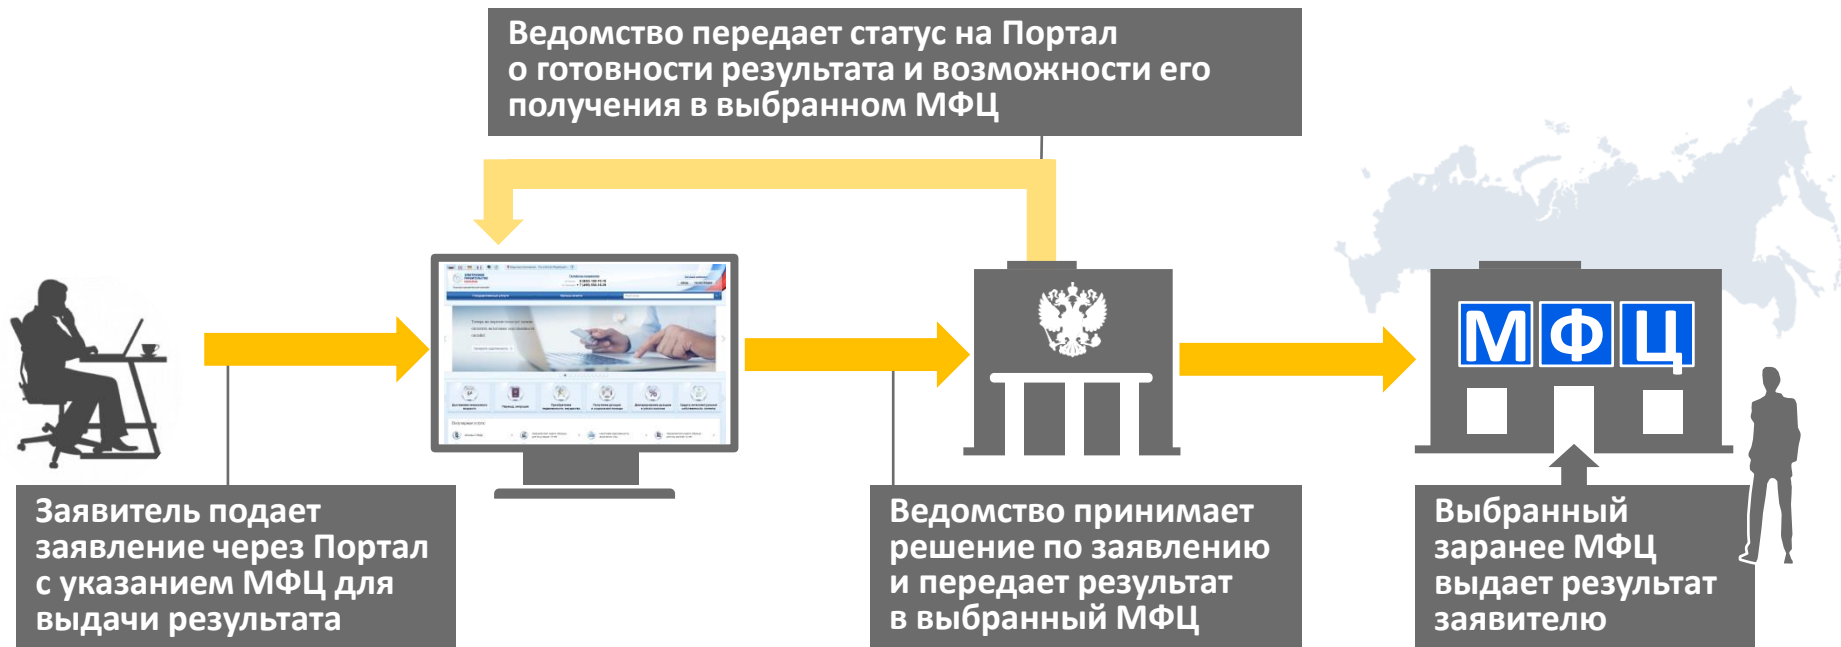 Ведомство передает статус на Портал
о готовности результата и возможности его
получения в выбранном МФЦ
МФЦ
Заявитель подает
заявление через Портал
с указанием МФЦ для
выдачи результата
Ведомство принимает
решение по заявлению
и передает результат
в выбранный МФЦ
Выбранный
заранее МФЦ
выдает результат
заявителю